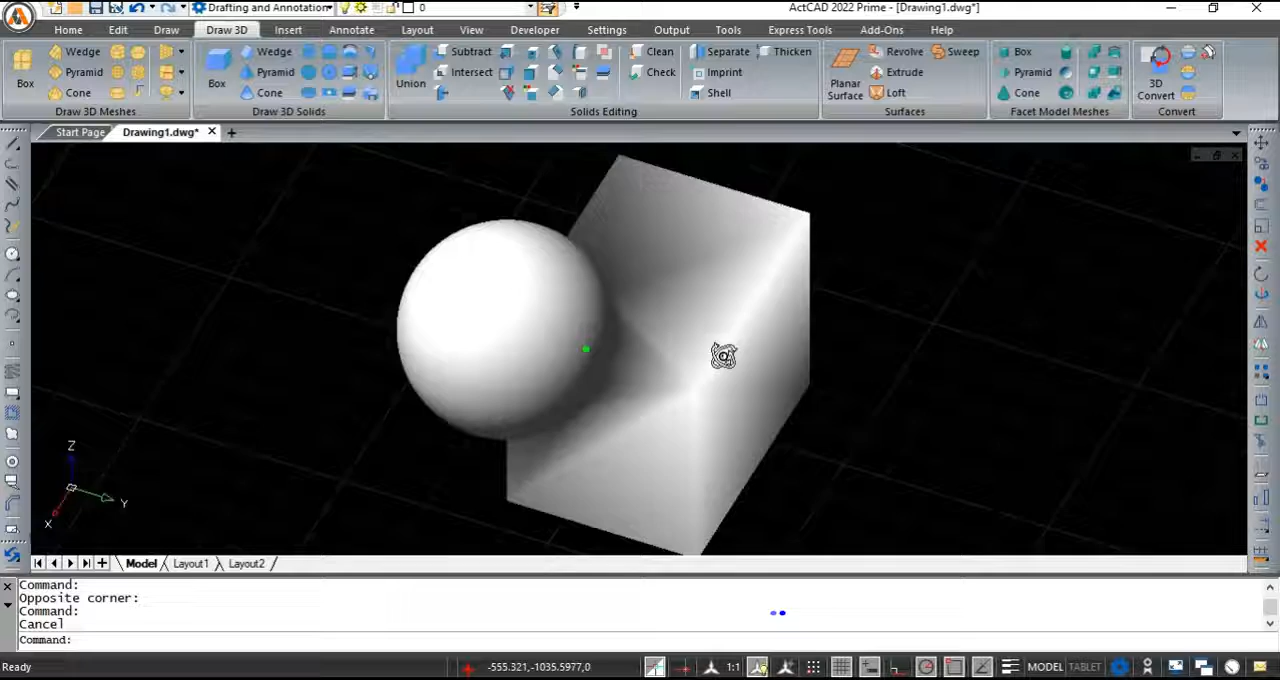 Drafting and Annotation
0
ActCAD 2022 Prime - [Drawing1.dwg*]
Home Edit Draw Draw 3D Insert Annotate Layout View Developer Settings Output Tools Express Tools Add-Ons Help
Wedge Wedge Subtract Clean Separate Thicken Revolve Sweep Box
Pyramid Pyramid Intersect Check Imprint Extrude Pyramid
Cone Cone Shell Loft Cone
Box Box Union Planar Surface 3D Convert
Draw 3D Meshes Draw 3D Solids Solids Editing Surfaces Facet Model Meshes Convert
Start Page Drawing1.dwg* +
Z
Y
X
Model Layout1 Layout2
Command:
Opposite corner:
Command:
Cancel
Command:
Ready -555.321,-1035.5977,0 1:1 MODEL TABLET